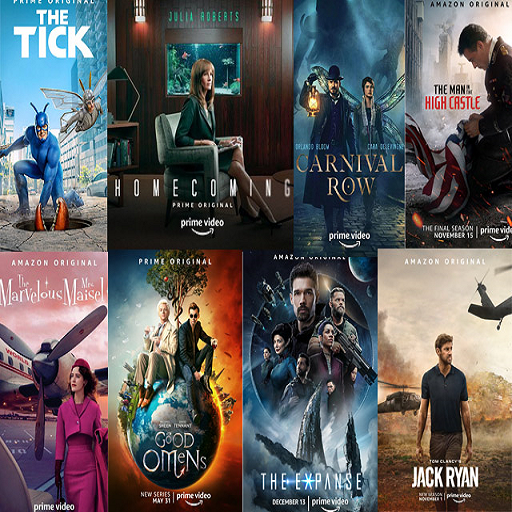 PRIME ORIGINAL
THE
TICK
JULIA ROBERTS
HOMECOMING
PRIME ORIGINAL
prime video
ORLANDO BLOOM
CARA DELEVINGNE
CARNIVAL
ROW
prime video
AMAZON ORIGINAL
THE MAN IN THE
HIGH CASTLE
THE FINAL SEASON
NOVEMBER 15
prime video
AMAZON ORIGINAL
The
Marvelous Mrs.
Maisel
prime video
PRIME ORIGINAL
SHEEN TENNANT
GOOD
OMENS
NEW SERIES
MAY 31
prime video
AMAZON ORIGINAL
THE EXPANSE
DECEMBER 13
prime video
AMAZON ORIGINAL
TOM CLANCY'S
JACK RYAN
NEW SEASON
NOVEMBER 1
prime video